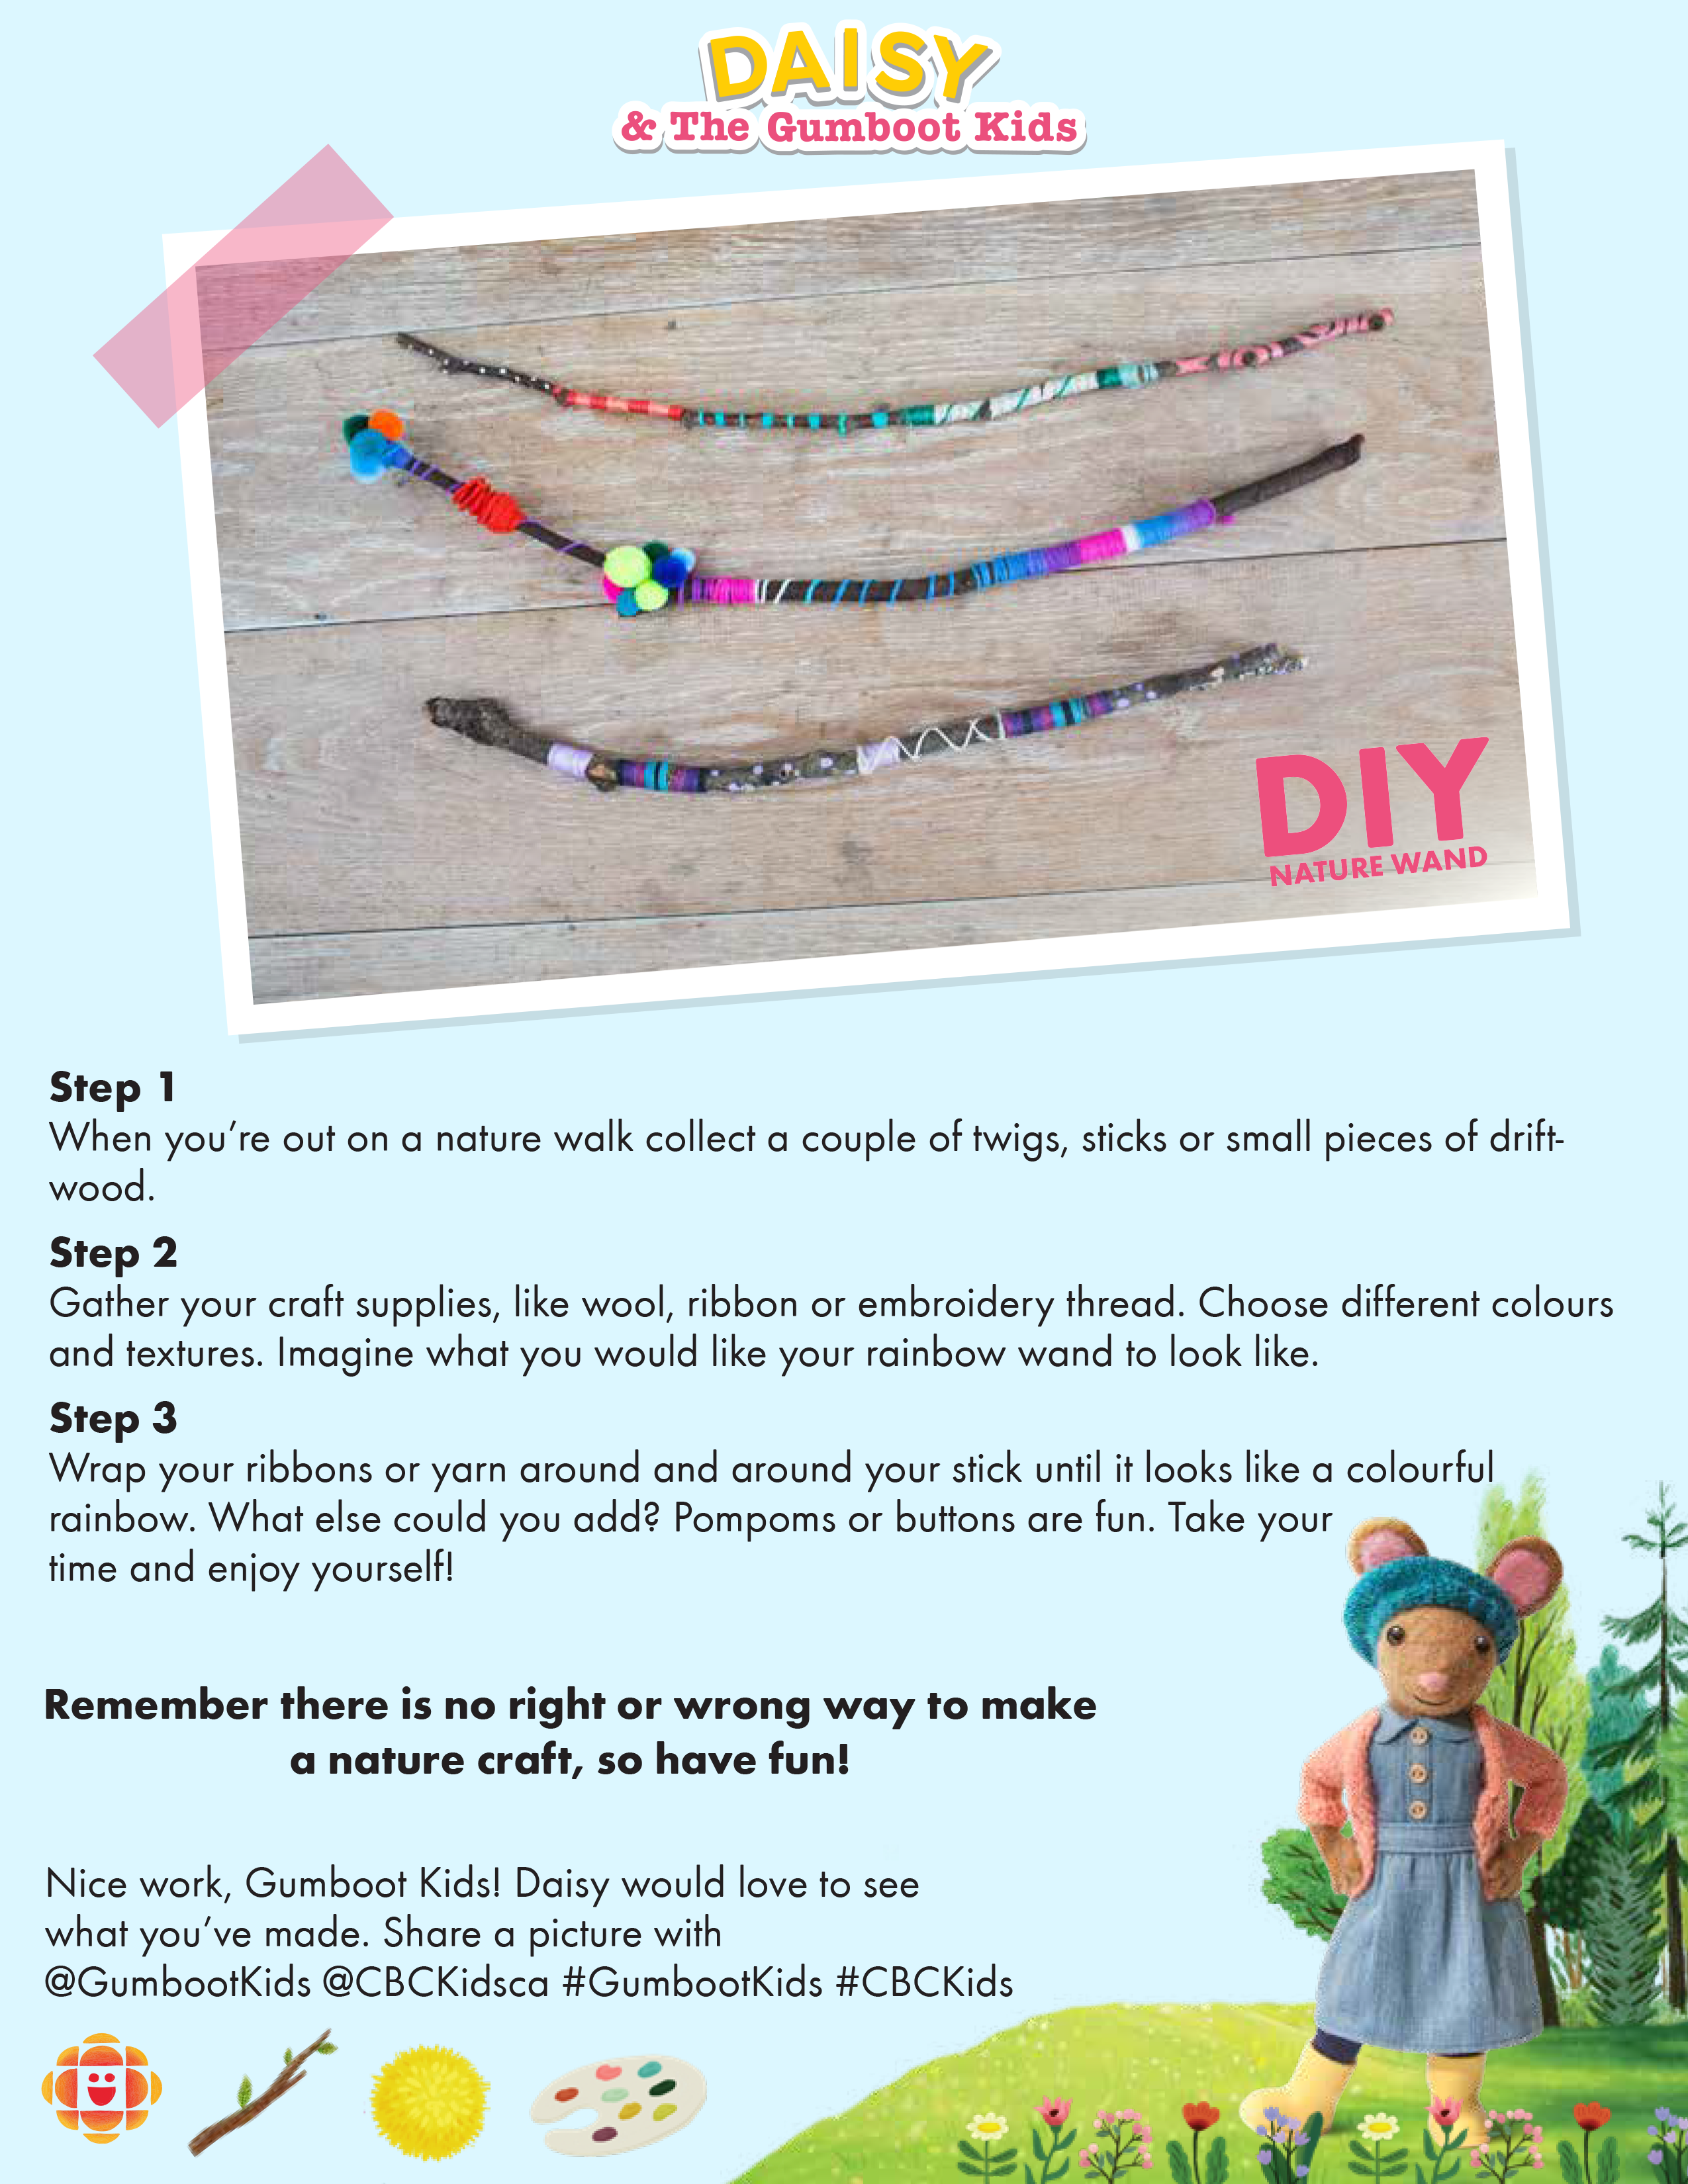 DAISY
& The Gumboot Kids
DIY
NATURE WAND
Step 1
When you’re out on a nature walk collect a couple of twigs, sticks or small pieces of drift-
wood.
Step 2
Gather your craft supplies, like wool, ribbon or embroidery thread. Choose different colours
and textures. Imagine what you would like your rainbow wand to look like.
Step 3
Wrap your ribbons or yarn around and around your stick until it looks like a colourful
rainbow. What else could you add? Pompoms or buttons are fun. Take your
time and enjoy yourself!
Remember there is no right or wrong way to make
a nature craft, so have fun!
Nice work, Gumboot Kids! Daisy would love to see
what you’ve made. Share a picture with
@GumbootKids @CBCKidsca #GumbootKids #CBCKids